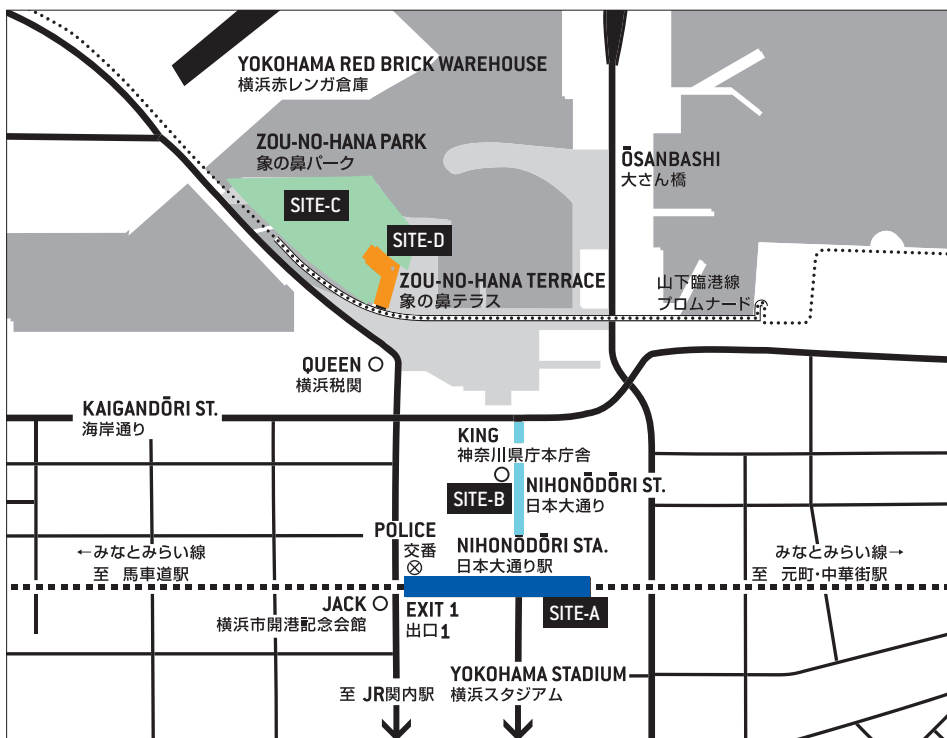 YOKOHAMA RED BRICK WAREHOUSE
横浜赤レンガ倉庫
ZOU-NO-HANA PARK
象の鼻パーク
ŌSANBASHI
大さん橋
SITE-C
SITE-D
ZOU-NO-HANA TERRACE
象の鼻テラス
山下臨港線
プロムナード
QUEEN
横浜税関
KAIGANDŌRI ST.
海岸通り
KING
神奈川県庁本庁舎
SITE-B
NIHONŌDŌRI ST.
日本大通り
POLICE
交番
NIHONŌDŌRI STA.
日本大通り駅
←みなとみらい線
至 馬車道駅
みなとみらい線→
至 元町・中華街駅
JACK
横浜市開港記念会館
EXIT 1
出口1
SITE-A
YOKOHAMA STADIUM
横浜スタジアム
至 JR関内駅